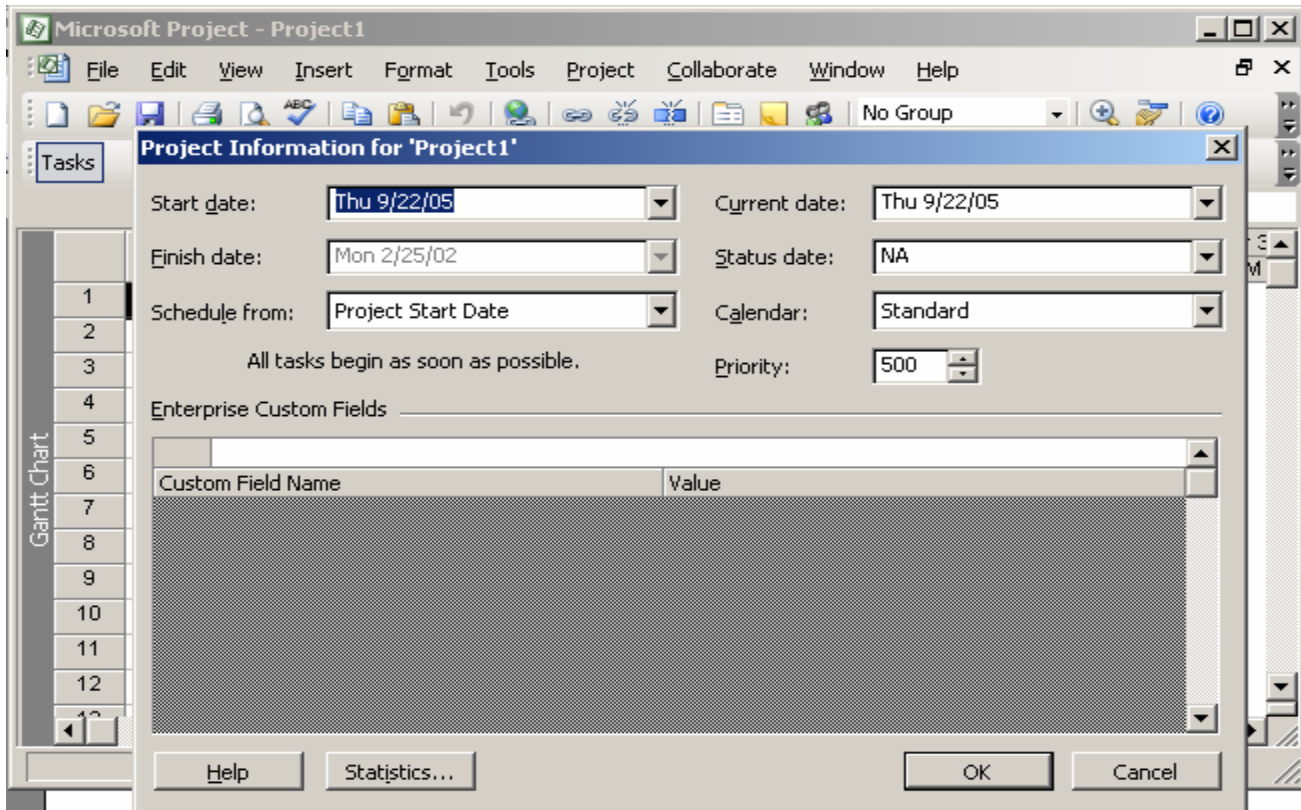 Microsoft Project - Project1
File Edit View Insert Format Tools Project Collaborate Window Help
ABC No Group
Tasks
Project Information for 'Project1'
Start date: Thu 9/22/05 Current date: Thu 9/22/05
Finish date: Mon 2/25/02 Status date: NA
Schedule from: Project Start Date Calendar: Standard
All tasks begin as soon as possible. Priority: 500
Enterprise Custom Fields
Custom Field Name Value
Gantt Chart
1
2
3
4
5
6
7
8
9
10
11
12
M
Help Statistics... OK Cancel